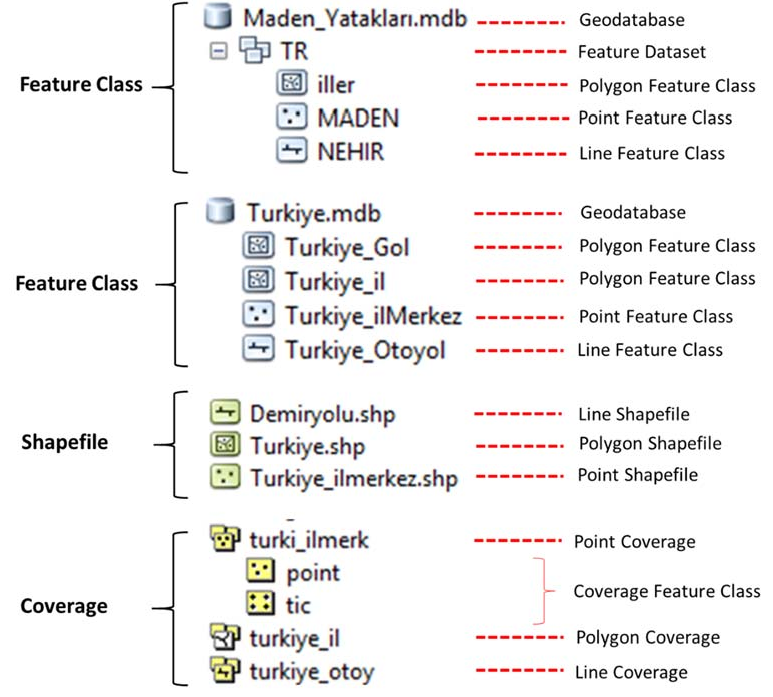 Maden_Yatakları.mdb Geodatabase
TR Feature Dataset
Feature Class iller Polygon Feature Class
MADEN Point Feature Class
NEHIR Line Feature Class
Turkiye.mdb Geodatabase
Turkiye_Gol Polygon Feature Class
Feature Class Turkiye_il Polygon Feature Class
Turkiye_ilMerkez Point Feature Class
Turkiye_Otoyol Line Feature Class
Demiryolu.shp Line Shapefile
Shapefile Turkiye.shp Polygon Shapefile
Turkiye_ilmerkez.shp Point Shapefile
turki_ilmerk Point Coverage
point
Coverage Feature Class
Coverage tic
turkiye_il Polygon Coverage
turkiye_otoy Line Coverage